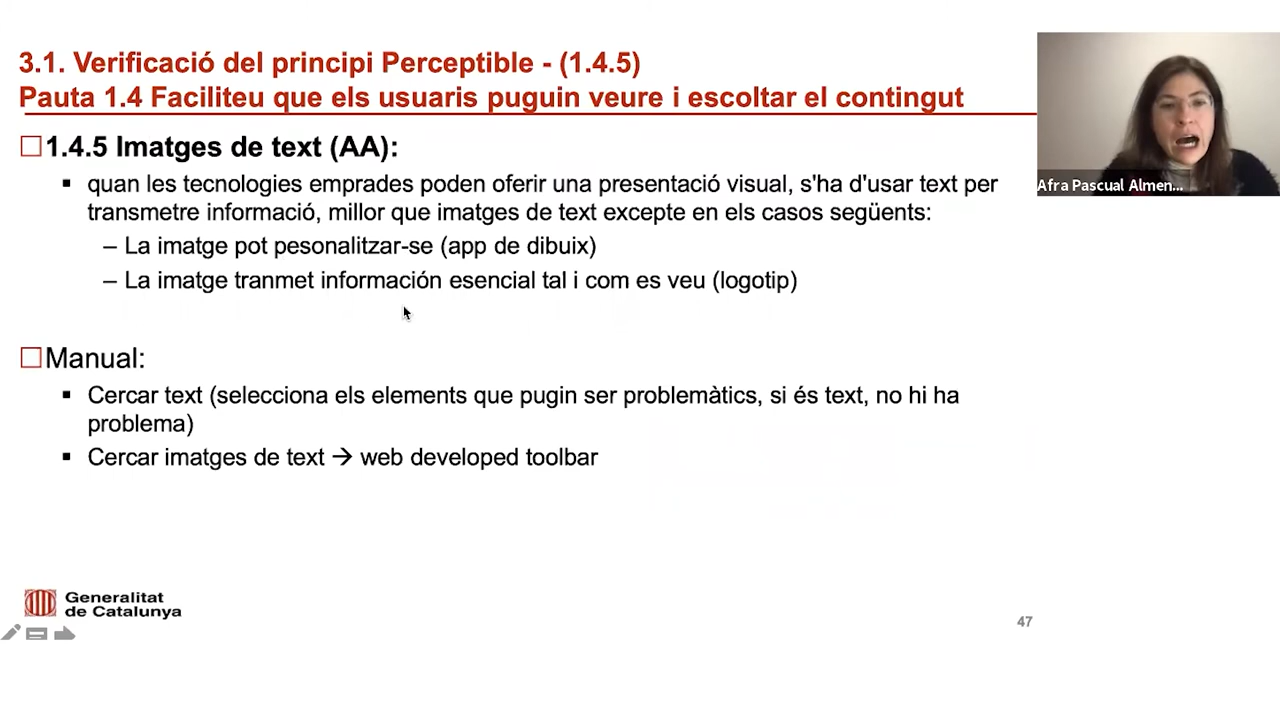 3.1. Verificació del principi Perceptible - (1.4.5)
Pauta 1.4 Faciliteu que els usuaris puguin veure i escoltar el contingut
1.4.5 Imatges de text (AA):
quan les tecnologies emprades poden oferir una presentació visual, s'ha d'usar text per
transmetre informació, millor que imatges de text excepte en els casos següents:
– La imatge pot pesonalitzar-se (app de dibuix)
– La imatge tranmet información esencial tal i com es veu (logotip)
Manual:
Cercar text (selecciona els elements que pugin ser problemàtics, si és text, no hi ha
problema)
Cercar imatges de text → web developed toolbar
Generalitat
de Catalunya
47
Afra Pascual Almen...